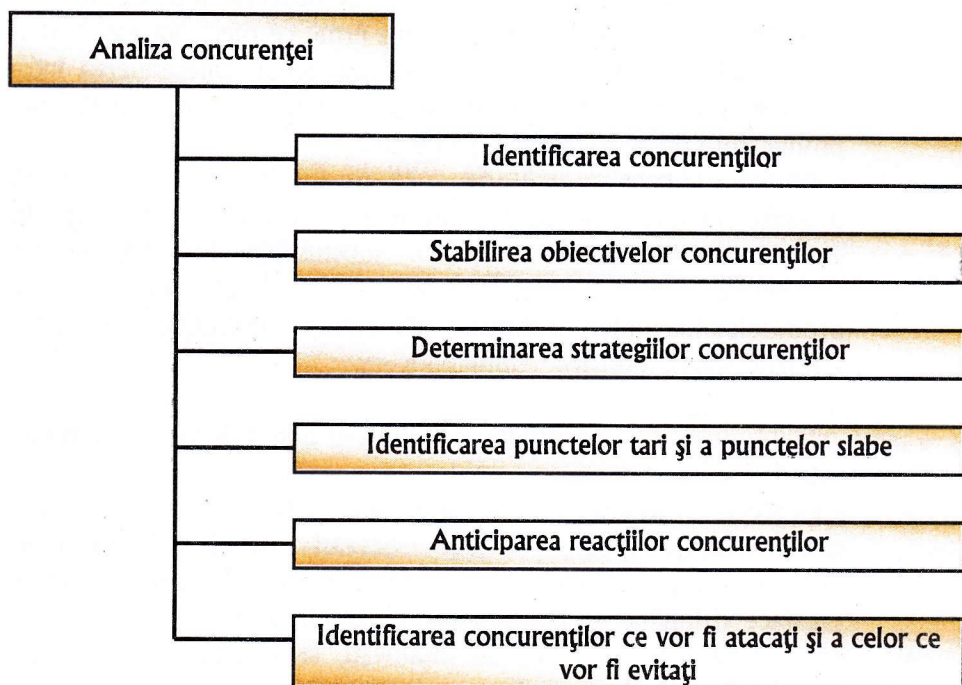 Analiza concurenţei
Identificarea concurenţilor
Stabilirea obiectivelor concurenţilor
Determinarea strategiilor concurenţilor
Identificarea punctelor tari şi a punctelor slabe
Anticiparea reacţiilor concurenţilor
Identificarea concurenţilor ce vor fi atacaţi şi a celor ce
vor fi evitaţi